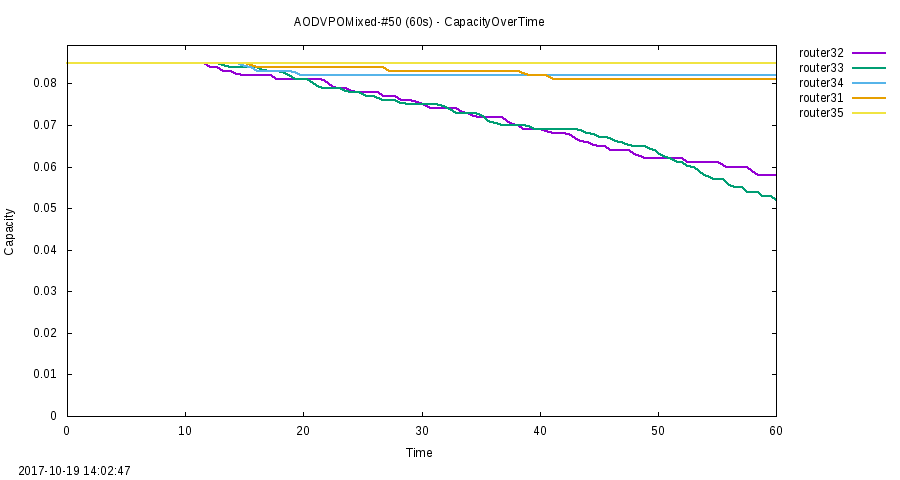 AODVPOMixed-#50 (60s) - CapacityOverTime
router32
router33
router34
router31
router35
0.08
0.07
0.06
0.05
0.04
0.03
0.02
0.01
0
Capacity
0 10 20 30 40 50 60
Time
2017-10-19 14:02:47